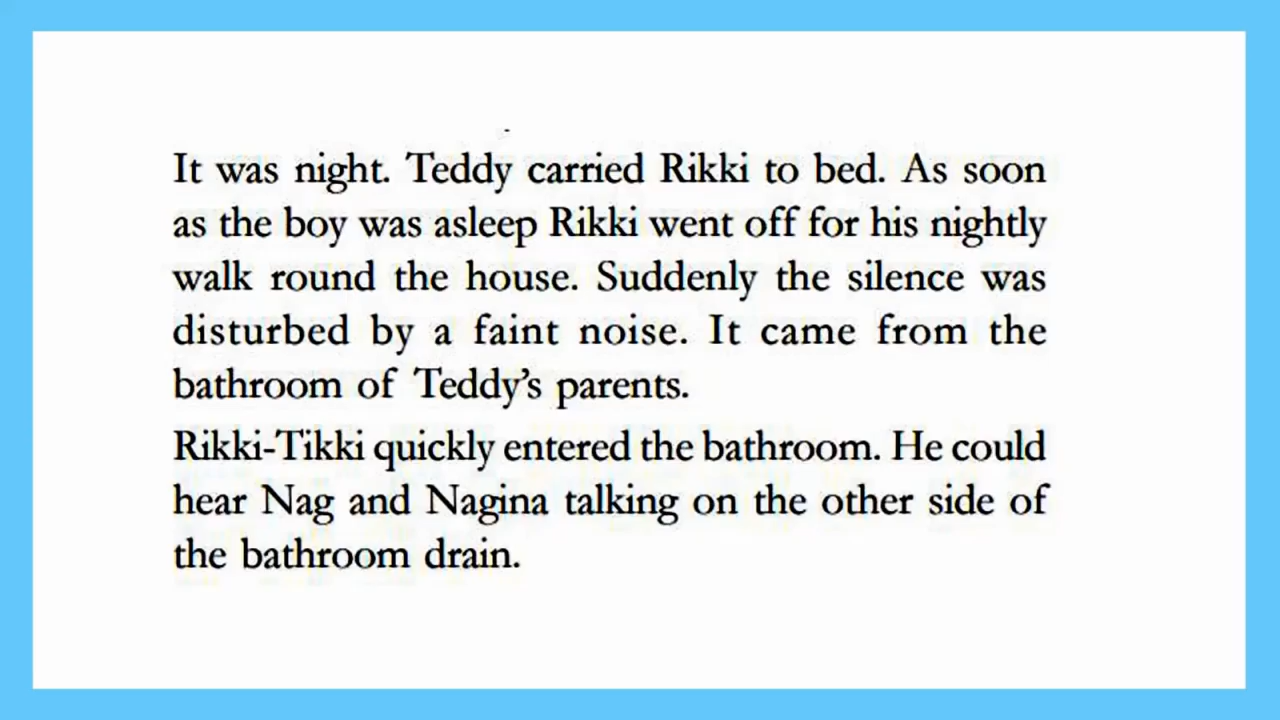 It was night. Teddy carried Rikki to bed. As soon
as the boy was asleep Rikki went off for his nightly
walk round the house. Suddenly the silence was
disturbed by a faint noise. It came from the
bathroom of Teddy's parents.
Rikki-Tikki quickly entered the bathroom. He could
hear Nag and Nagina talking on the other side of
the bathroom drain.